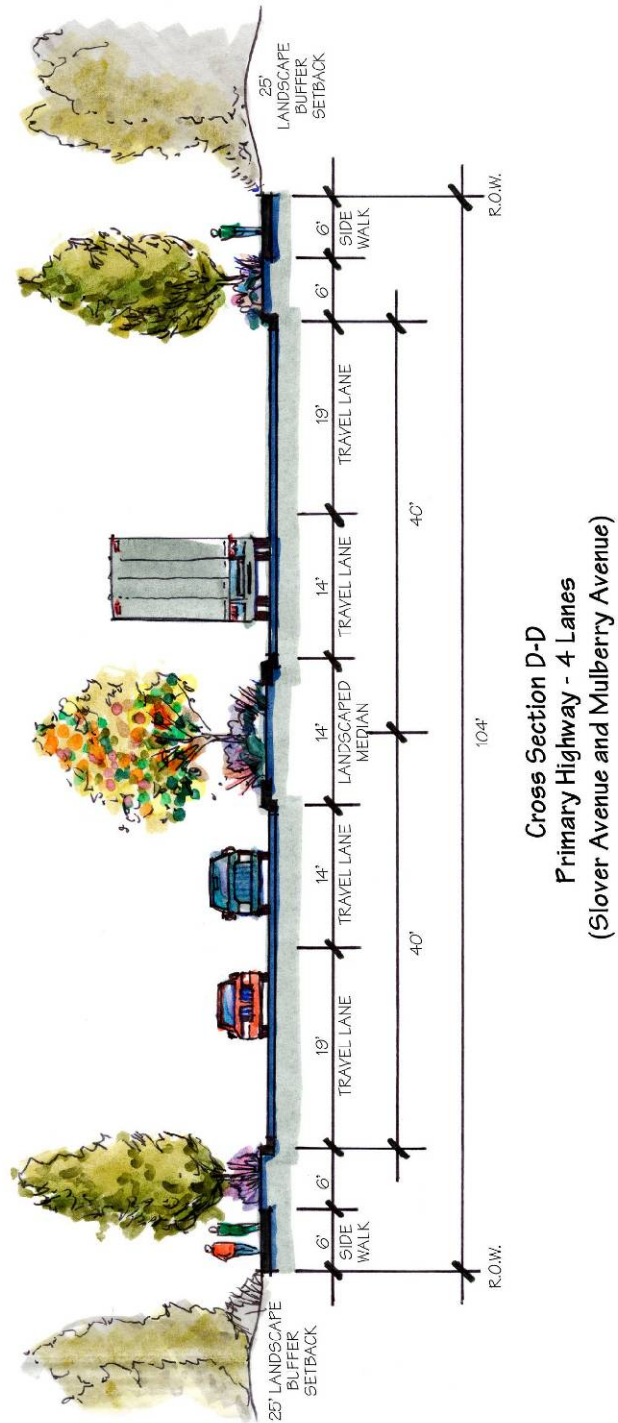 25' LANDSCAPE
BUFFER
SETBACK
6'
SIDE
WALK
6'
19'
TRAVEL LANE
14'
TRAVEL LANE
14'
LANDSCAPED
MEDIAN
14'
TRAVEL LANE
19'
TRAVEL LANE
6'
6'
SIDE
WALK
25'
LANDSCAPE
BUFFER
SETBACK
40'
40'
R.O.W.
104'
R.O.W.
Cross Section D-D
Primary Highway - 4 Lanes
(Slover Avenue and Mulberry Avenue)